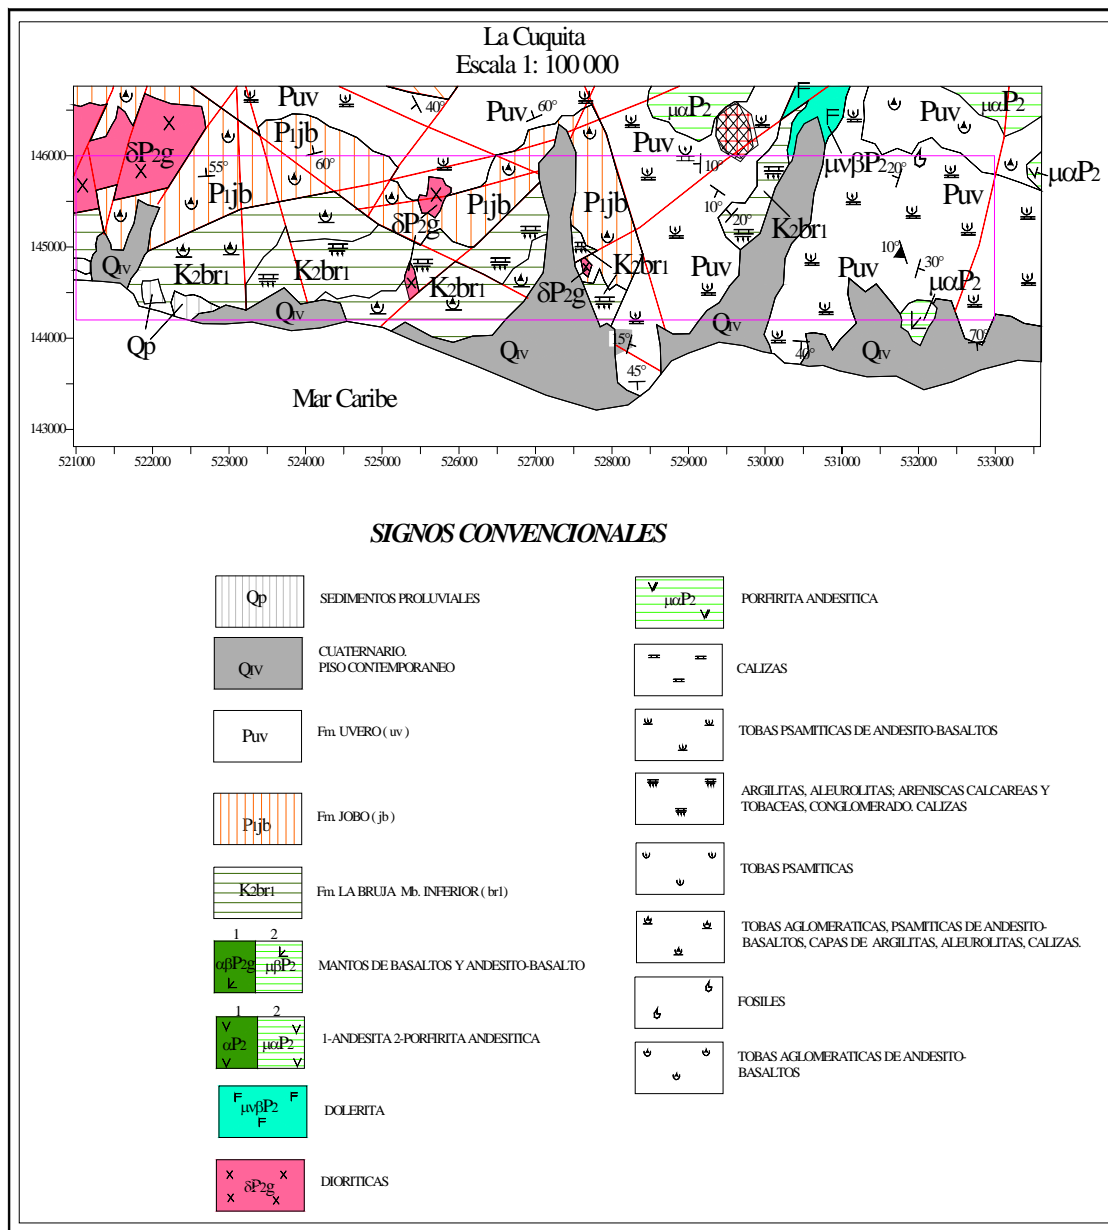 La Cuquita
Escala 1: 100 000
Puv
40°
Puv
60°
μαP2
Puv
μαP2
P1jb
Puv
δP2g
60°
146000
55°
10°
μνβP2
20°
μαP2
P1jb
P1jb
P1jb
10°
Puv
δP2g
20°
K2br1
145000
QIV
K2br1
K2br1
K2br1
K2br1
Puv
10°
Puv
30°
δP2g
μαP2
QIV
QIV
144000
Qp
QIV
15°
40°
QIV
70°
45°
Mar Caribe
143000
521000 522000 523000 524000 525000 526000 527000 528000 529000 530000 531000 532000 533000
SIGNOS CONVENCIONALES
Qp SEDIMENTOS PROLUVIALES
QIV CUATERNARIO.
PISO CONTEMPORANEO
Puv Fm. UVERO ( uv )
P1jb Fm. JOBO ( jb )
K2br1 Fm. LA BRUJA Mb. INFERIOR ( br1)
1 2
αβP2g μβP2 MANTOS DE BASALTOS Y ANDESITO-BASALTO
1 2
αP2 μαP2 1-ANDESITA 2-PORFIRITA ANDESITICA
μνβP2 DOLERITA
δP2g DIORITICAS
μαP2 PORFIRITA ANDESITICA
CALIZAS
TOBAS PSAMITICAS DE ANDESITO-BASALTOS
ARGILITAS, ALEUROLITAS; ARENISCAS CALCAREAS Y
TOBACEAS, CONGLOMERADO. CALIZAS
TOBAS PSAMITICAS
TOBAS AGLOMERATICAS, PSAMITICAS DE ANDESITO-
BASALTOS, CAPAS DE ARGILITAS, ALEUROLITAS, CALIZAS.
FOSILES
TOBAS AGLOMERATICAS DE ANDESITO-
BASALTOS